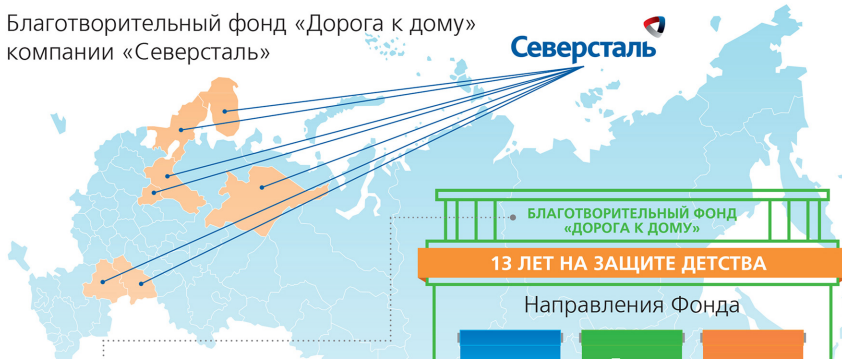 Благотворительный фонд «Дорога к дому»
компании «Северсталь»
Северсталь
БЛАГОТВОРИТЕЛЬНЫЙ ФОНД
«ДОРОГА К ДОМУ»
13 ЛЕТ НА ЗАЩИТЕ ДЕТСТВА
Направления Фонда